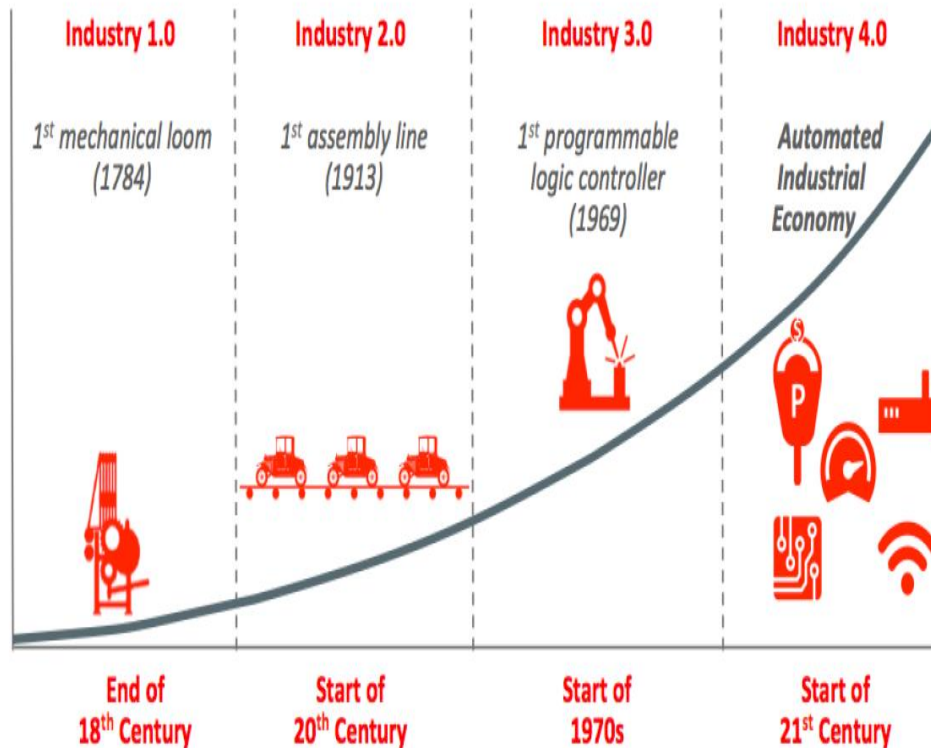 Industry 1.0
Industry 2.0
Industry 3.0
Industry 4.0
1st mechanical loom
(1784)
1st assembly line
(1913)
1st programmable
logic controller
(1969)
Automated
Industrial
Economy
S
P
End of
18th Century
Start of
20th Century
Start of
1970s
Start of
21st Century